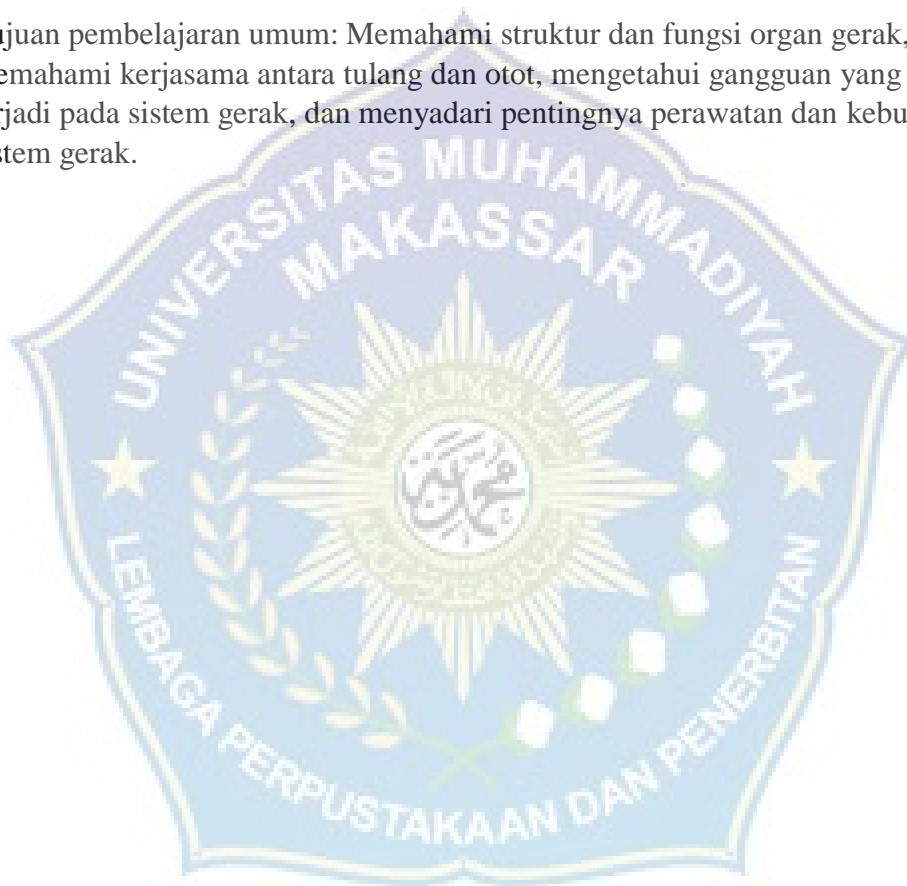 ujuan pembelajaran umum: Memahami struktur dan fungsi organ gerak,
emahami kerjasama antara tulang dan otot, mengetahui gangguan yang
rjadi pada sistem gerak, dan menyadari pentingnya perawatan dan kebu
stem gerak.
UNIVERSITAS MUHAMMADIYAH
MAKASSAR
LEMBAGA PERPUSTAKAAN DAN PENERBITAN